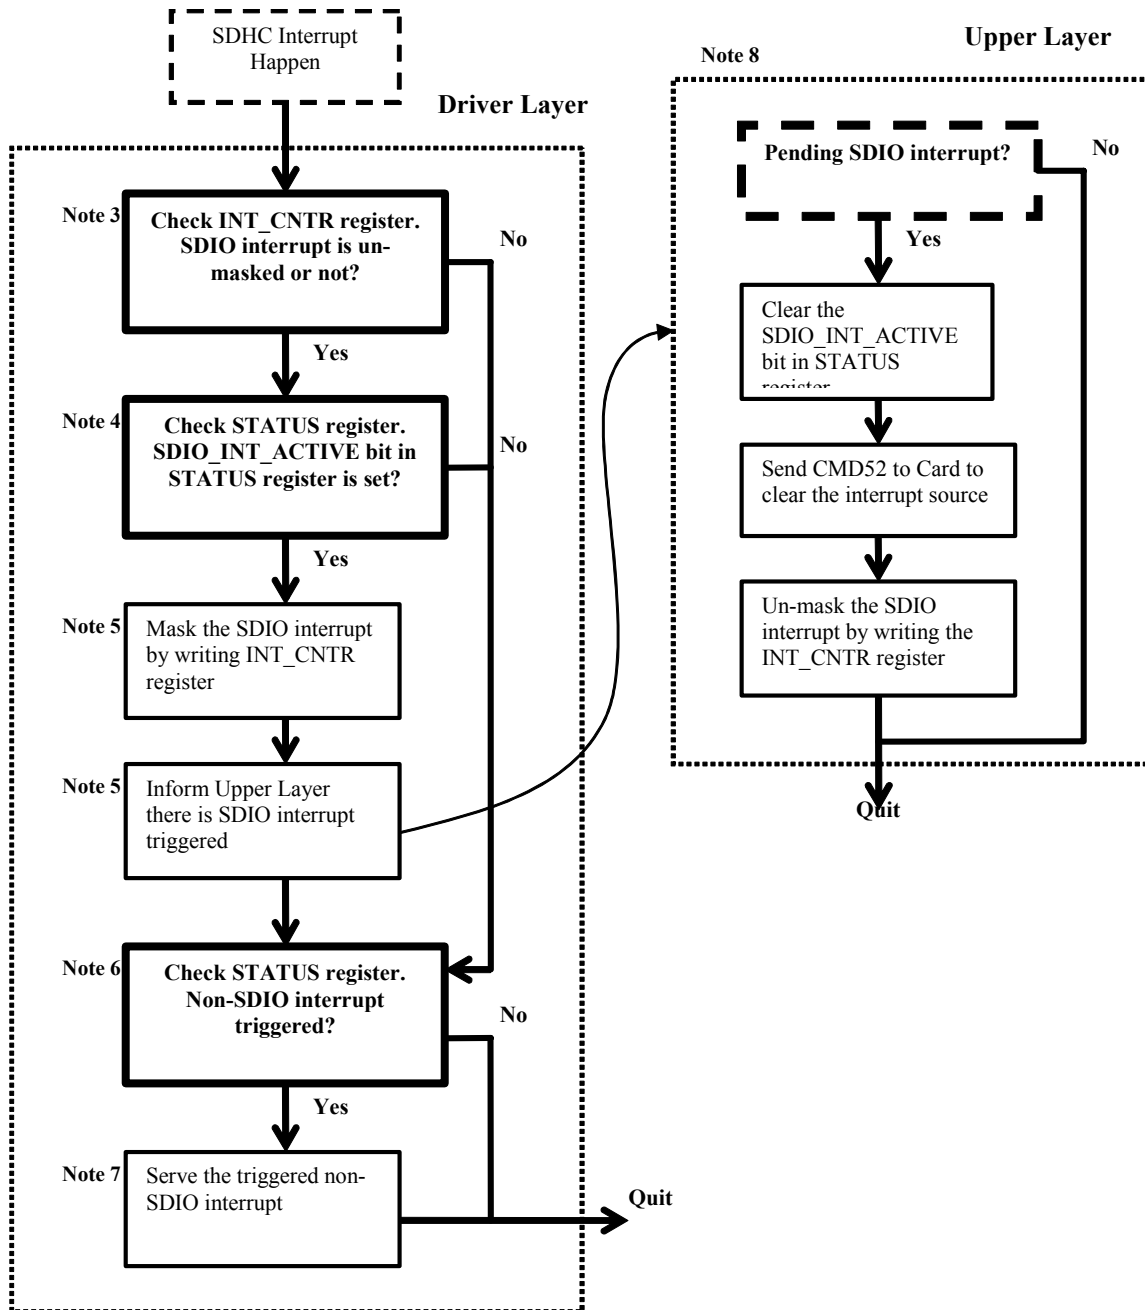 SDHC Interrupt
Happen
Driver Layer
Note 3
Check INT_CNTR register.
SDIO interrupt is un-
masked or not?
No
Yes
Note 4
Check STATUS register.
SDIO_INT_ACTIVE bit in
STATUS register is set?
No
Yes
Note 5
Mask the SDIO interrupt
by writing INT_CNTR
register
Note 5
Inform Upper Layer
there is SDIO interrupt
triggered
Note 6
Check STATUS register.
Non-SDIO interrupt
triggered?
No
Yes
Note 7
Serve the triggered non-
SDIO interrupt
Quit
Note 8
Upper Layer
Pending SDIO interrupt?
No
Yes
Clear the
SDIO_INT_ACTIVE
bit in STATUS
register
Send CMD52 to Card to
clear the interrupt source
Un-mask the SDIO
interrupt by writing the
INT_CNTR register
Quit